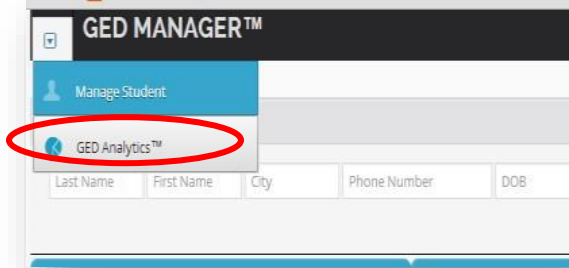 GED MANAGER™
Manage Student
GED Analytics™
Last Name First Name City Phone Number DOB